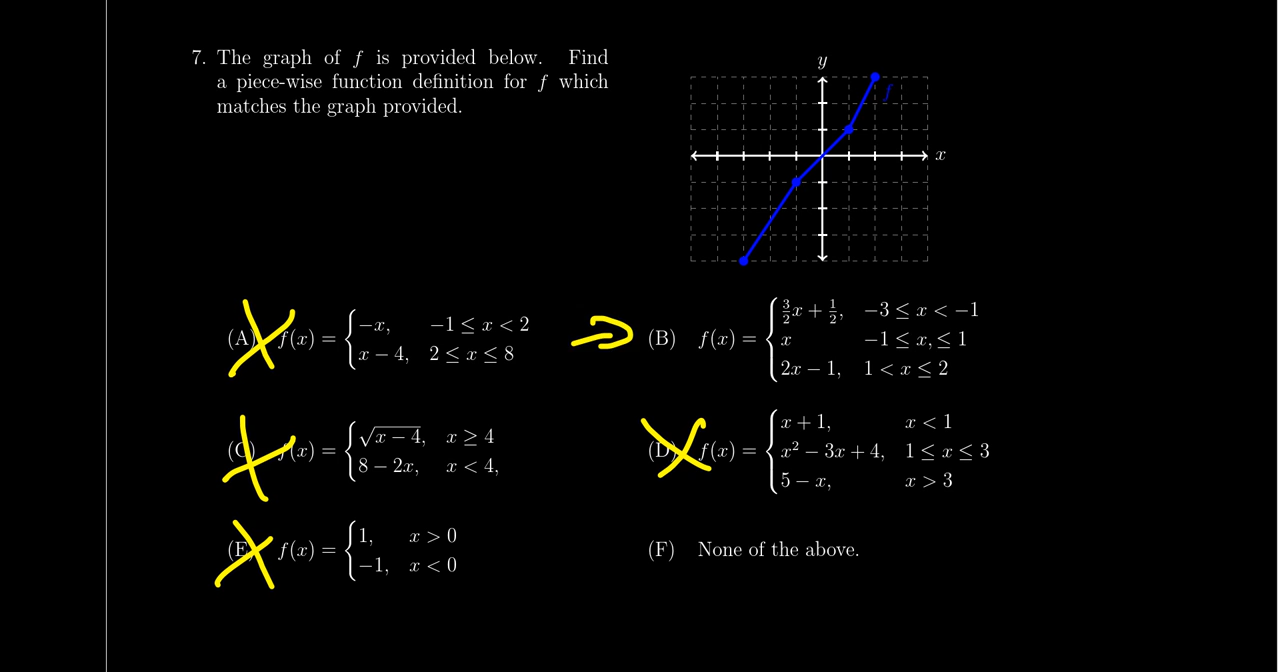 7. The graph of f is provided below. Find
a piece-wise function definition for f which
matches the graph provided.
y
f
x
(A) f(x) = { −x, −1 ≤ x < 2
x − 4, 2 ≤ x ≤ 8
(B) f(x) = { 3/2 x + 1/2, −3 ≤ x < −1
x −1 ≤ x, ≤ 1
2x − 1, 1 < x ≤ 2
(C) f(x) = { √(x − 4), x ≥ 4
8 − 2x, x < 4,
(D) f(x) = { x + 1, x < 1
x² − 3x + 4, 1 ≤ x ≤ 3
5 − x, x > 3
(E) f(x) = { 1, x > 0
−1, x < 0
(F) None of the above.